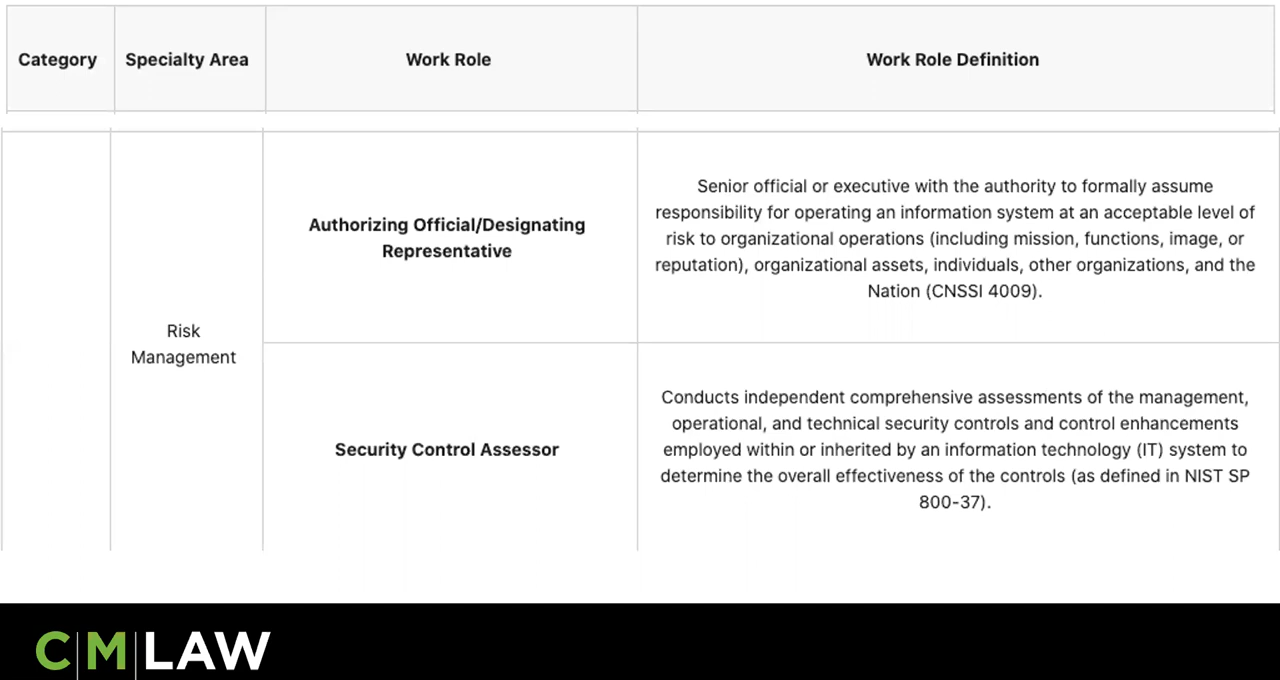 Category
Specialty Area
Work Role
Work Role Definition
Risk
Management
Authorizing Official/Designating
Representative
Senior official or executive with the authority to formally assume
responsibility for operating an information system at an acceptable level of
risk to organizational operations (including mission, functions, image, or
reputation), organizational assets, individuals, other organizations, and the
Nation (CNSSI 4009).
Security Control Assessor
Conducts independent comprehensive assessments of the management,
operational, and technical security controls and control enhancements
employed within or inherited by an information technology (IT) system to
determine the overall effectiveness of the controls (as defined in NIST SP
800-37).
C|M|LAW